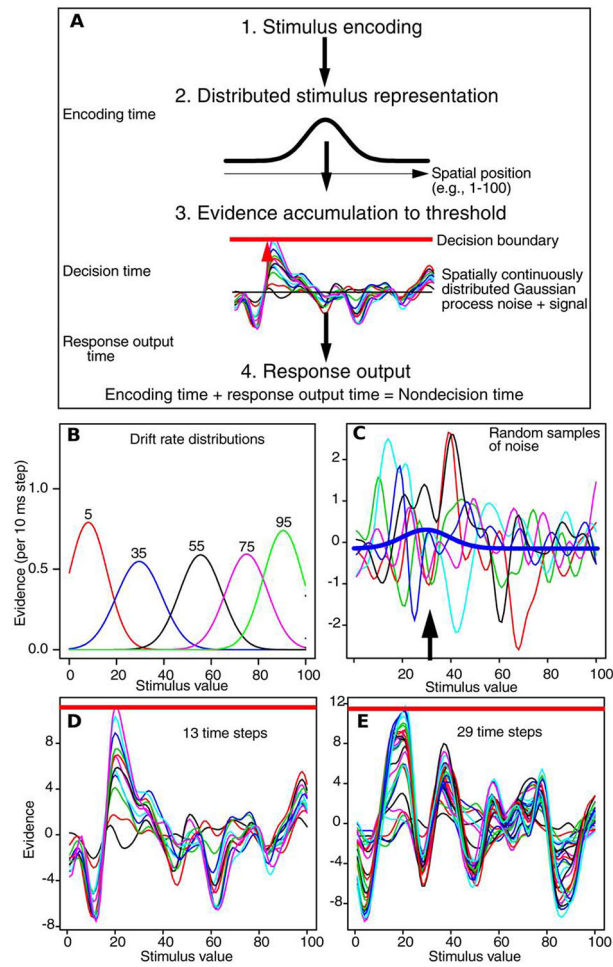 A
1. Stimulus encoding
2. Distributed stimulus representation
Encoding time
Spatial position
(e.g., 1-100)
3. Evidence accumulation to threshold
Decision boundary
Decision time
Spatially continuously
distributed Gaussian
process noise + signal
Response output
time
4. Response output
Encoding time + response output time = Nondecision time
B
Drift rate distributions
Evidence (per 10 ms step)
1.0
0.5
0.0
5
35
55
75
95
0 20 40 60 80 100
Stimulus value
C
Random samples
of noise
2
1
0
-1
-2
0 20 40 60 80 100
Stimulus value
D
13 time steps
Evidence
8
4
0
-4
-8
0 20 40 60 80 100
Stimulus value
E
29 time steps
12
8
4
0
-4
-8
0 20 40 60 80 100
Stimulus value